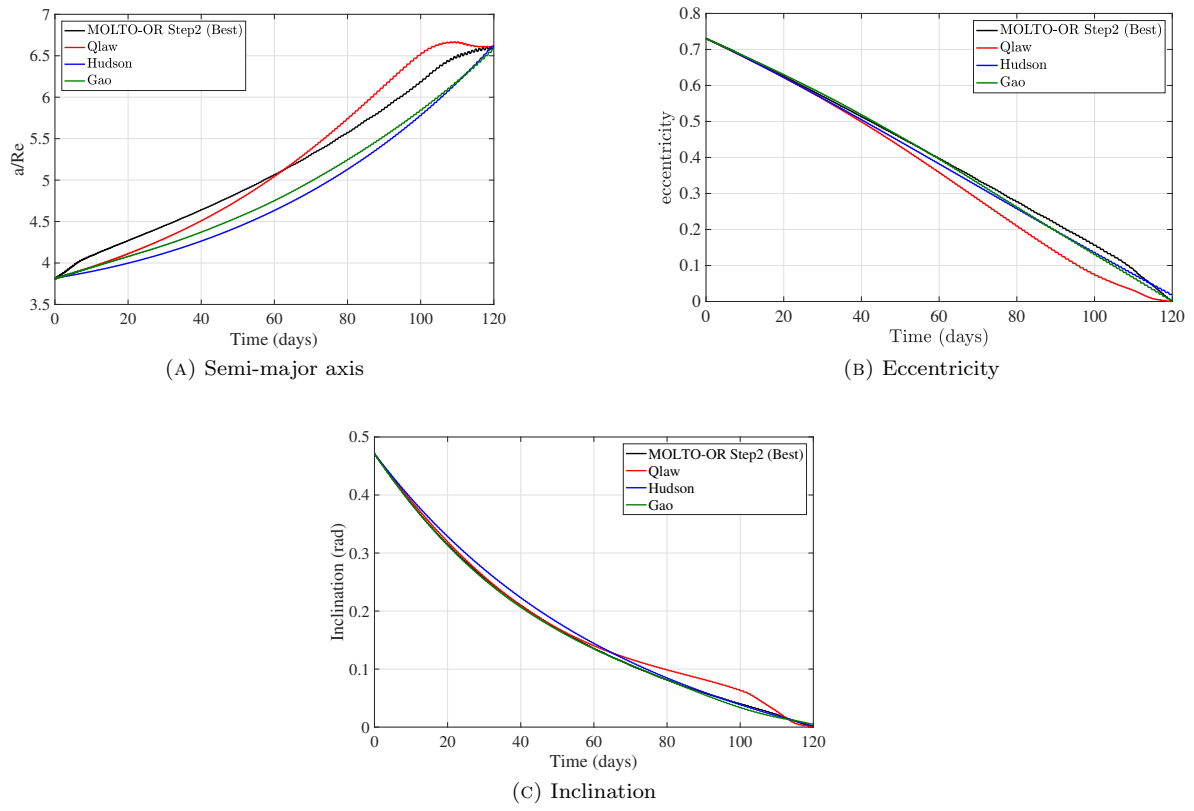 7
6.5
6
5.5
5
4.5
4
3.5
a/Re
MOLTO-OR Step2 (Best)
Qlaw
Hudson
Gao
0 20 40 60 80 100 120
Time (days)
(A) Semi-major axis
0.8
0.7
0.6
0.5
0.4
0.3
0.2
0.1
0
eccentricity
MOLTO-OR Step2 (Best)
Qlaw
Hudson
Gao
0 20 40 60 80 100 120
Time (days)
(B) Eccentricity
0.5
0.4
0.3
0.2
0.1
0
Inclination (rad)
MOLTO-OR Step2 (Best)
Qlaw
Hudson
Gao
0 20 40 60 80 100 120
Time (days)
(C) Inclination